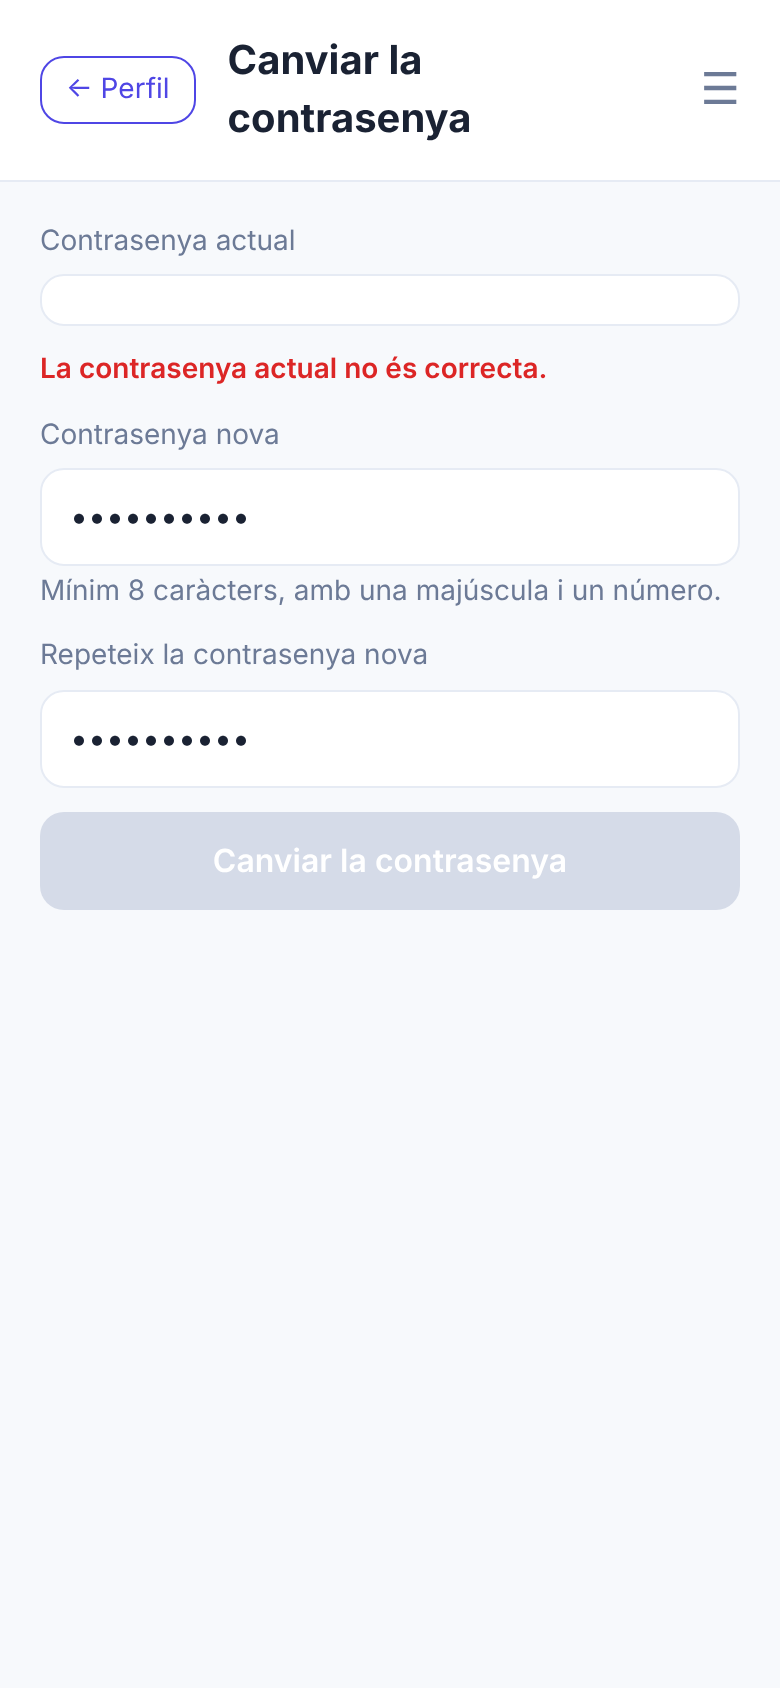 ← Perfil
Canviar la
contrasenya
☰
Contrasenya actual
La contrasenya actual no és correcta.
Contrasenya nova
••••••••••
Mínim 8 caràcters, amb una majúscula i un número.
Repeteix la contrasenya nova
••••••••••
Canviar la contrasenya